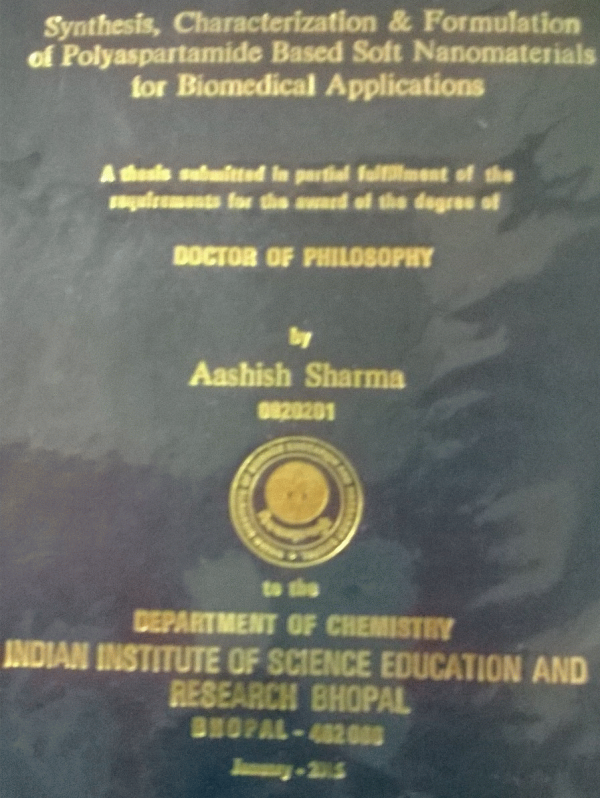 Synthesis, Characterization & Formulation
of Polyaspartamide Based Soft Nanomaterials
for Biomedical Applications
A thesis submitted in partial fulfillment of the
requirements for the award of the degree of
DOCTOR OF PHILOSOPHY
by
Aashish Sharma
0820201
to the
DEPARTMENT OF CHEMISTRY
INDIAN INSTITUTE OF SCIENCE EDUCATION AND
RESEARCH BHOPAL
BHOPAL -
January -